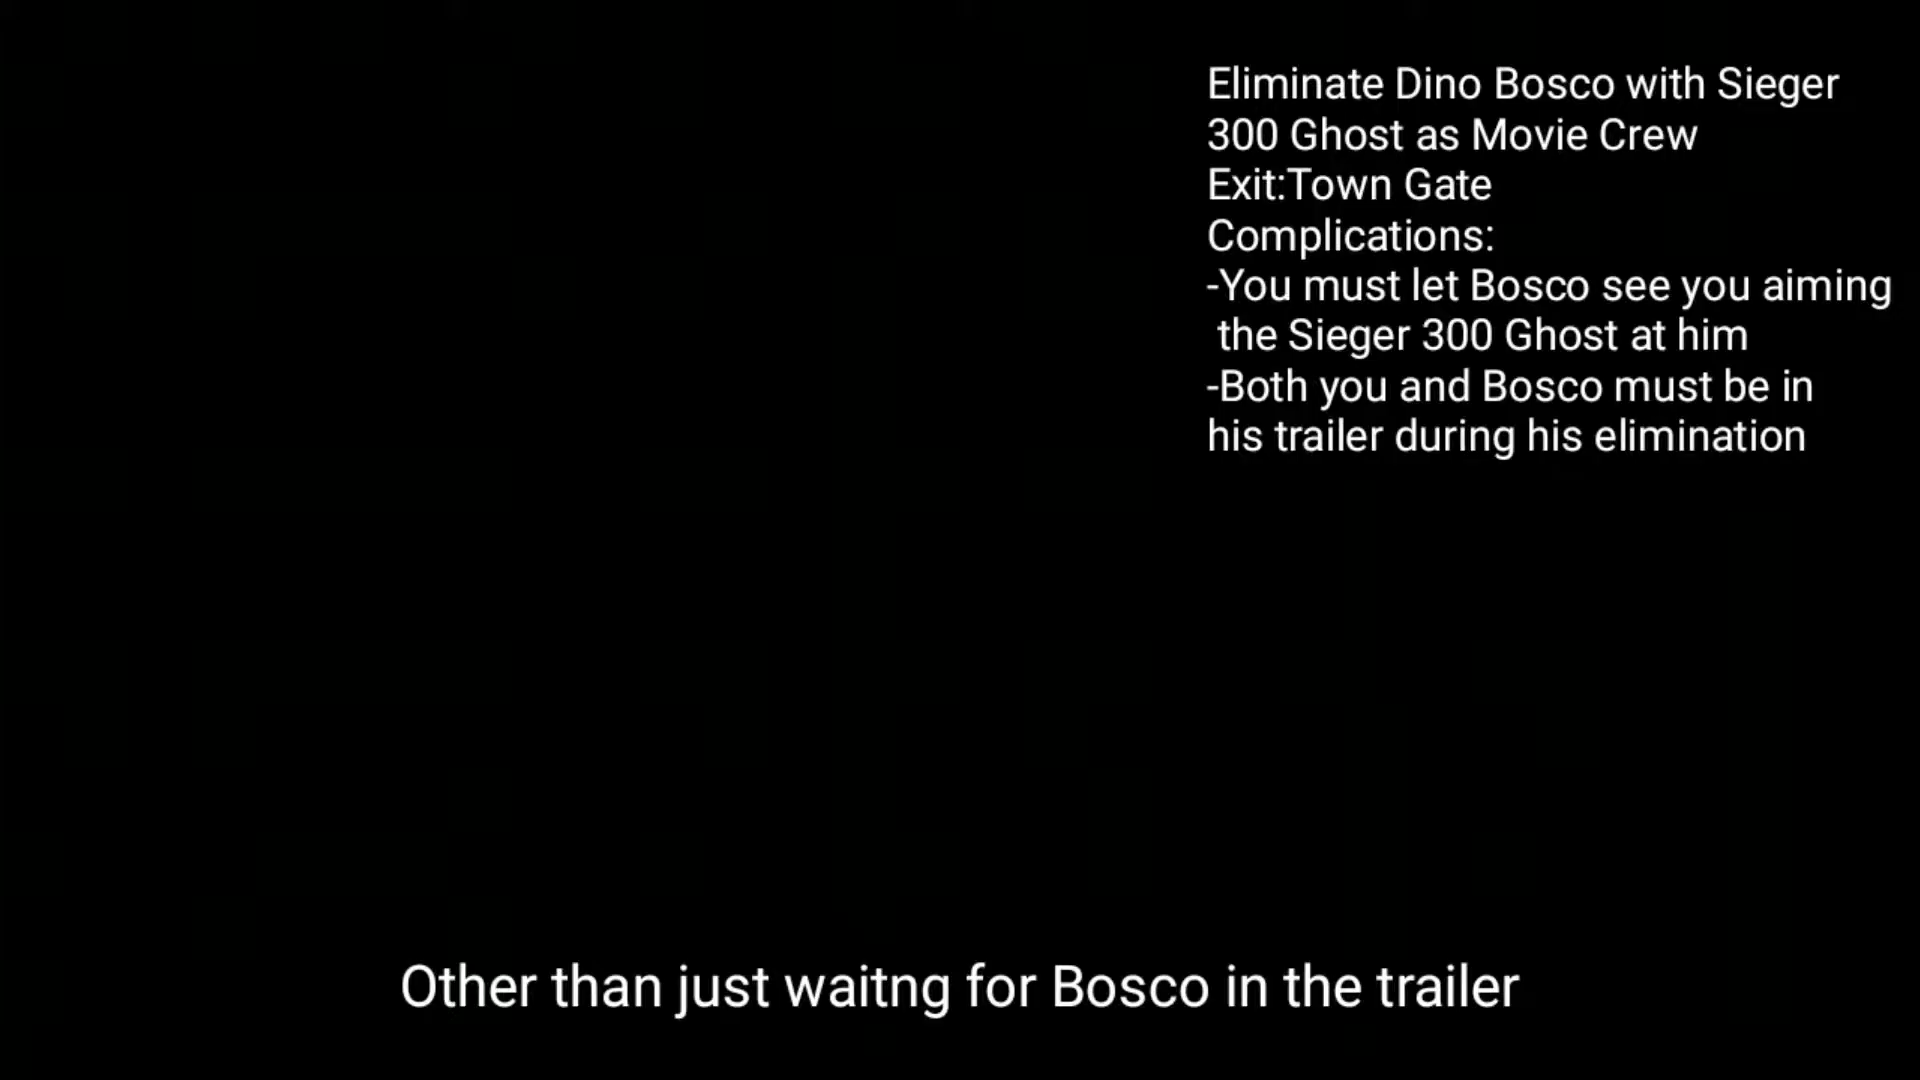 Eliminate Dino Bosco with Sieger
300 Ghost as Movie Crew
Exit:Town Gate
Complications:
-You must let Bosco see you aiming
the Sieger 300 Ghost at him
-Both you and Bosco must be in
his trailer during his elimination
Other than just waitng for Bosco in the trailer